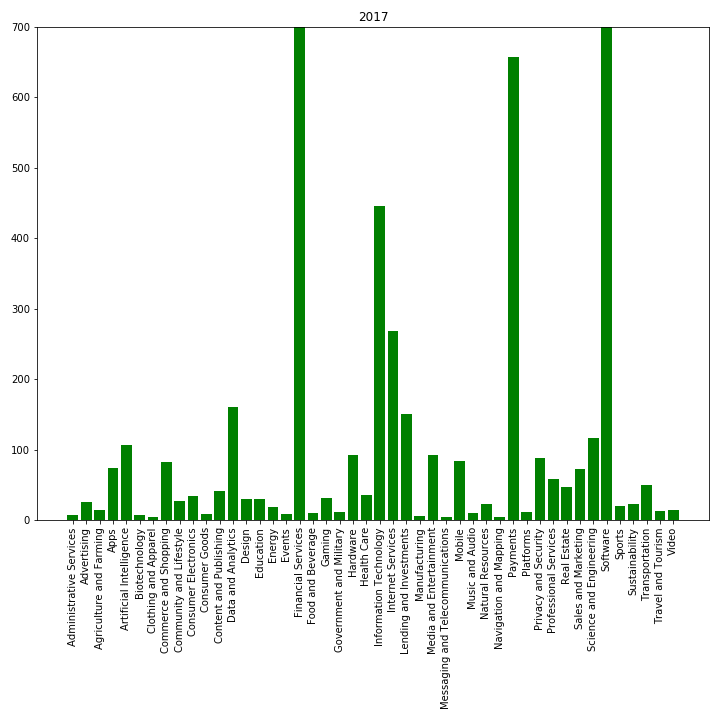 2017
700
600
500
400
300
200
100
0
Administrative Services
Advertising
Agriculture and Farming
Apps
Artificial Intelligence
Biotechnology
Clothing and Apparel
Commerce and Shopping
Community and Lifestyle
Consumer Electronics
Consumer Goods
Content and Publishing
Data and Analytics
Design
Education
Energy
Events
Financial Services
Food and Beverage
Gaming
Government and Military
Hardware
Health Care
Information Technology
Internet Services
Lending and Investments
Manufacturing
Media and Entertainment
Messaging and Telecommunications
Mobile
Music and Audio
Natural Resources
Navigation and Mapping
Payments
Platforms
Privacy and Security
Professional Services
Real Estate
Sales and Marketing
Science and Engineering
Software
Sports
Sustainability
Transportation
Travel and Tourism
Video